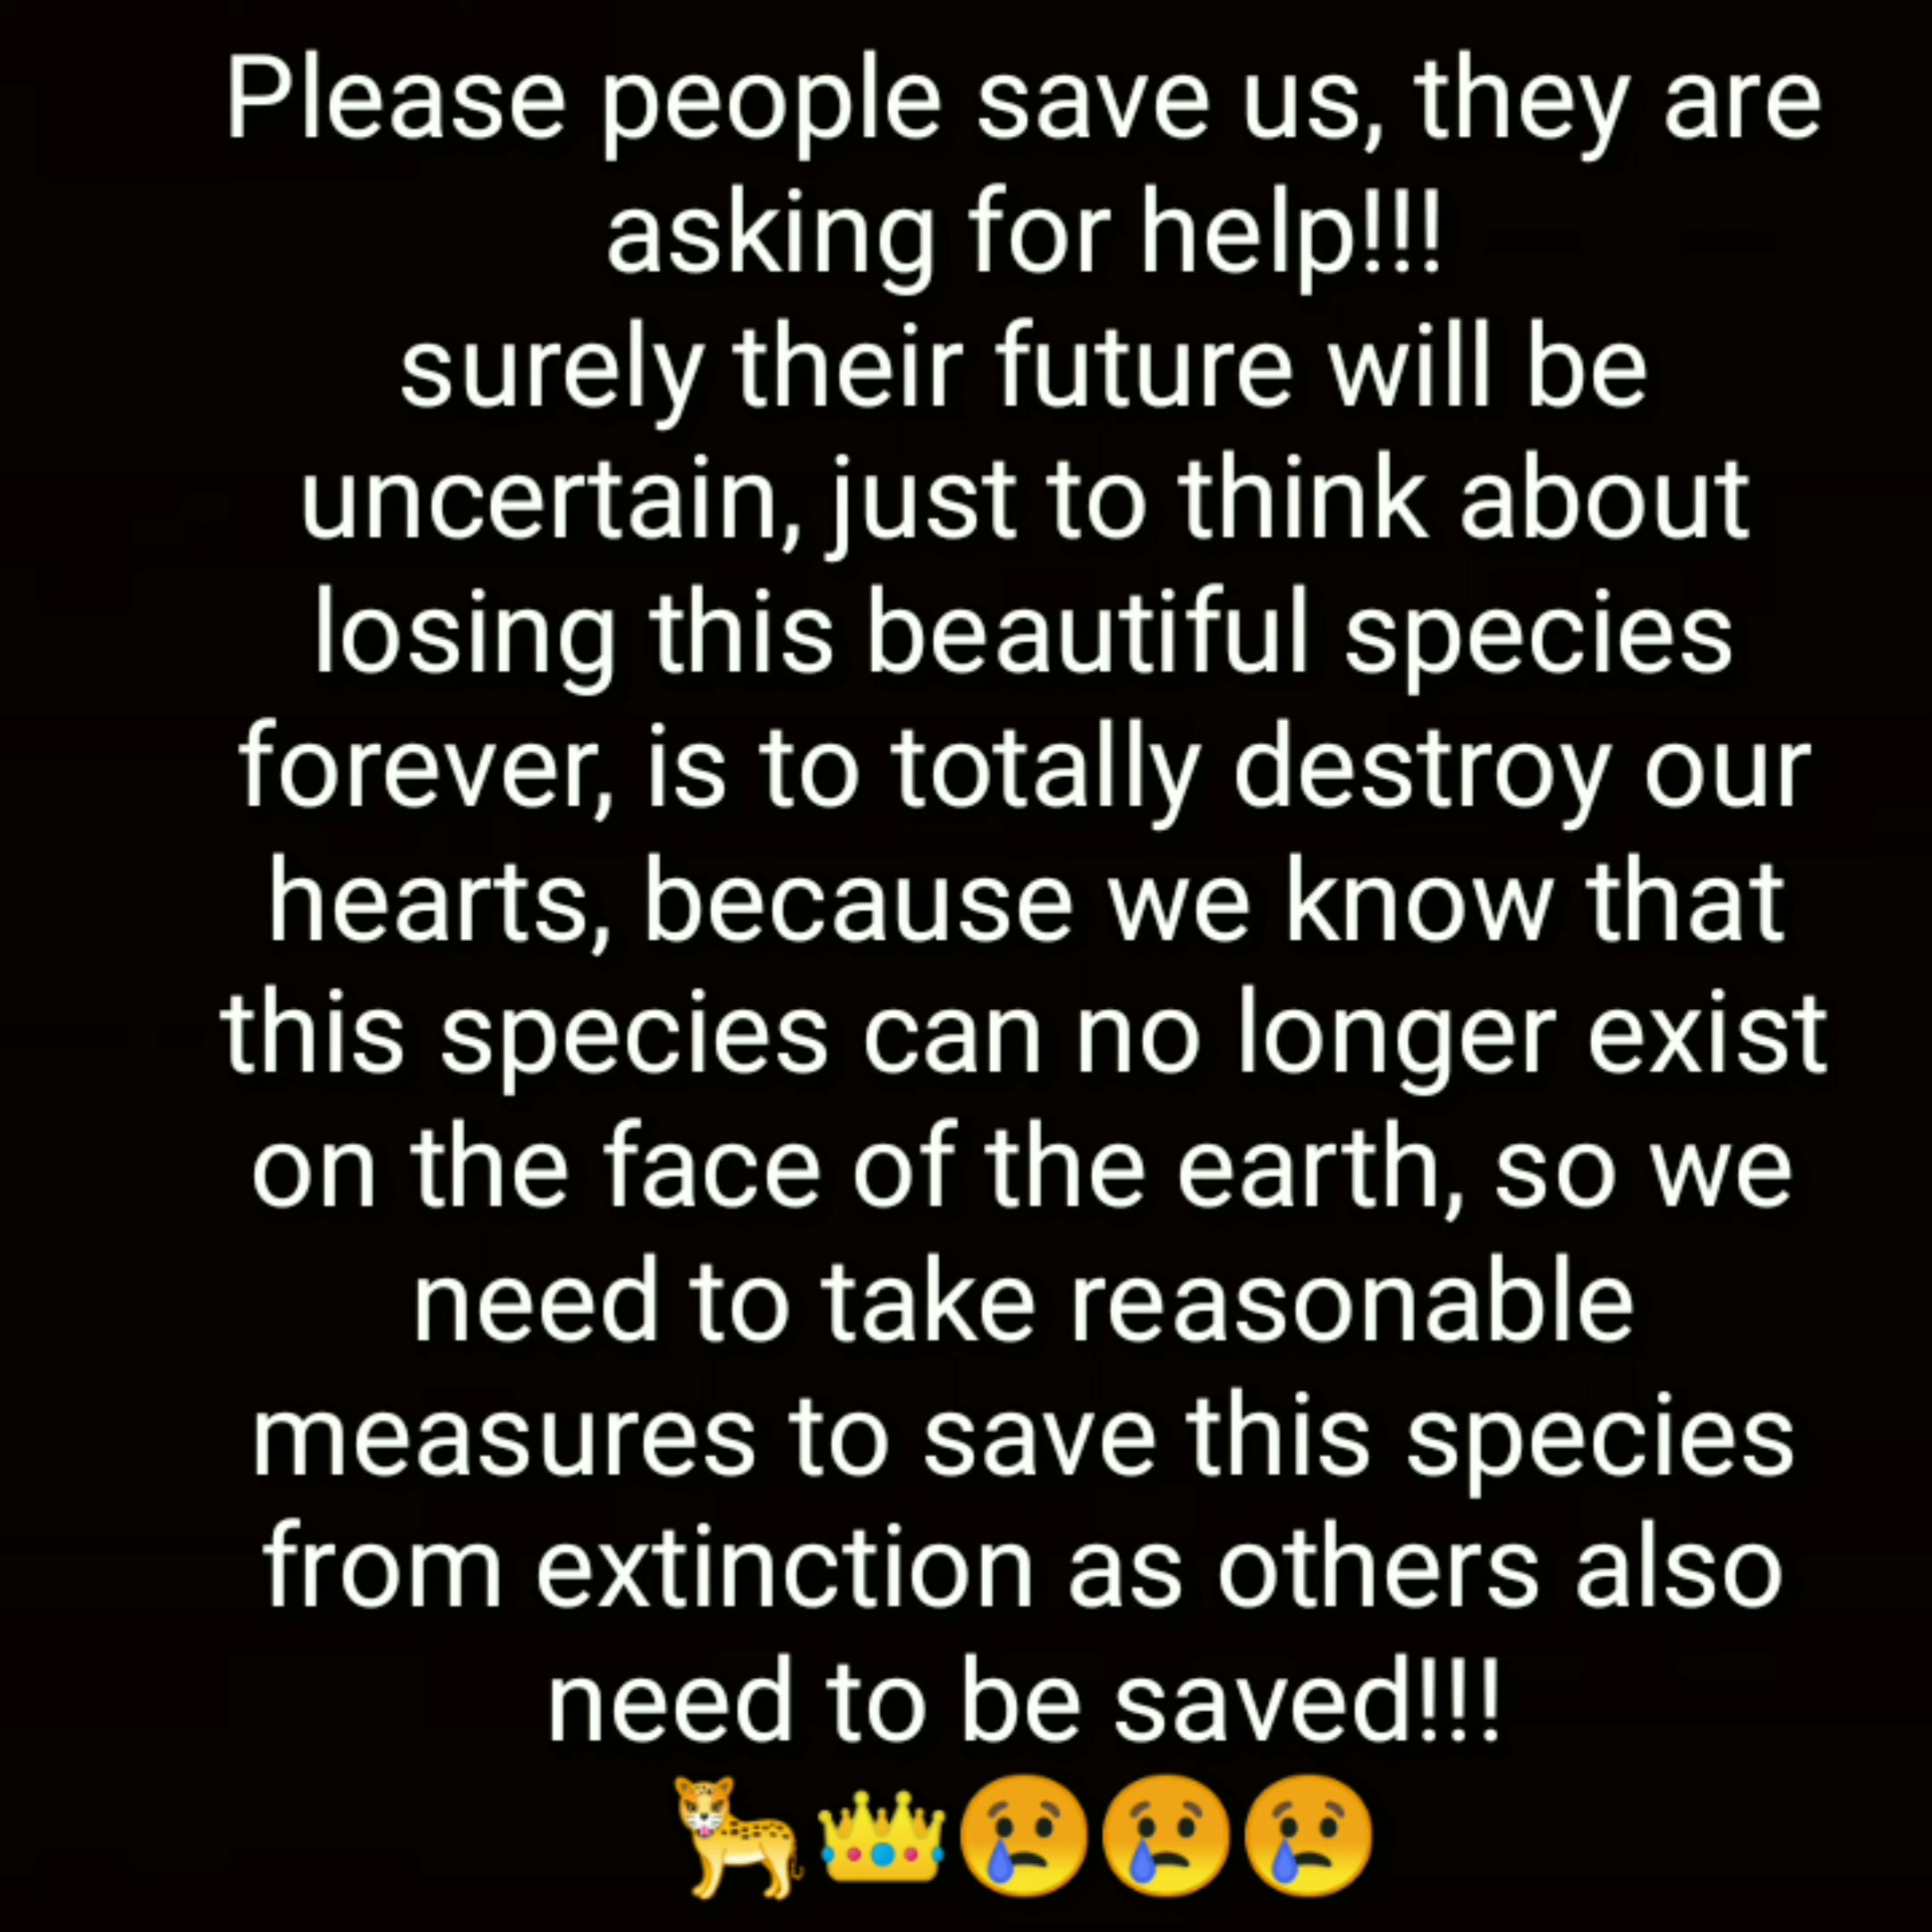 Please people save us, they are
asking for help!!!
surely their future will be
uncertain, just to think about
losing this beautiful species
forever, is to totally destroy our
hearts, because we know that
this species can no longer exist
on the face of the earth, so we
need to take reasonable
measures to save this species
from extinction as others also
need to be saved!!!
🐆👑😢😢😢